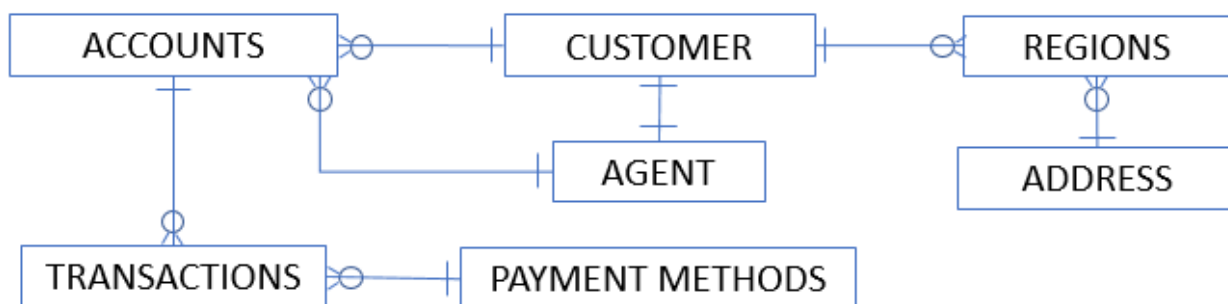 ACCOUNTS
CUSTOMER
REGIONS
AGENT
ADDRESS
TRANSACTIONS
PAYMENT METHODS